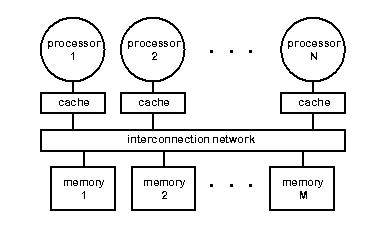 processor
1
processor
2
. . .
processor
N
cache
cache
cache
interconnection network
memory
1
memory
2
. . .
memory
M